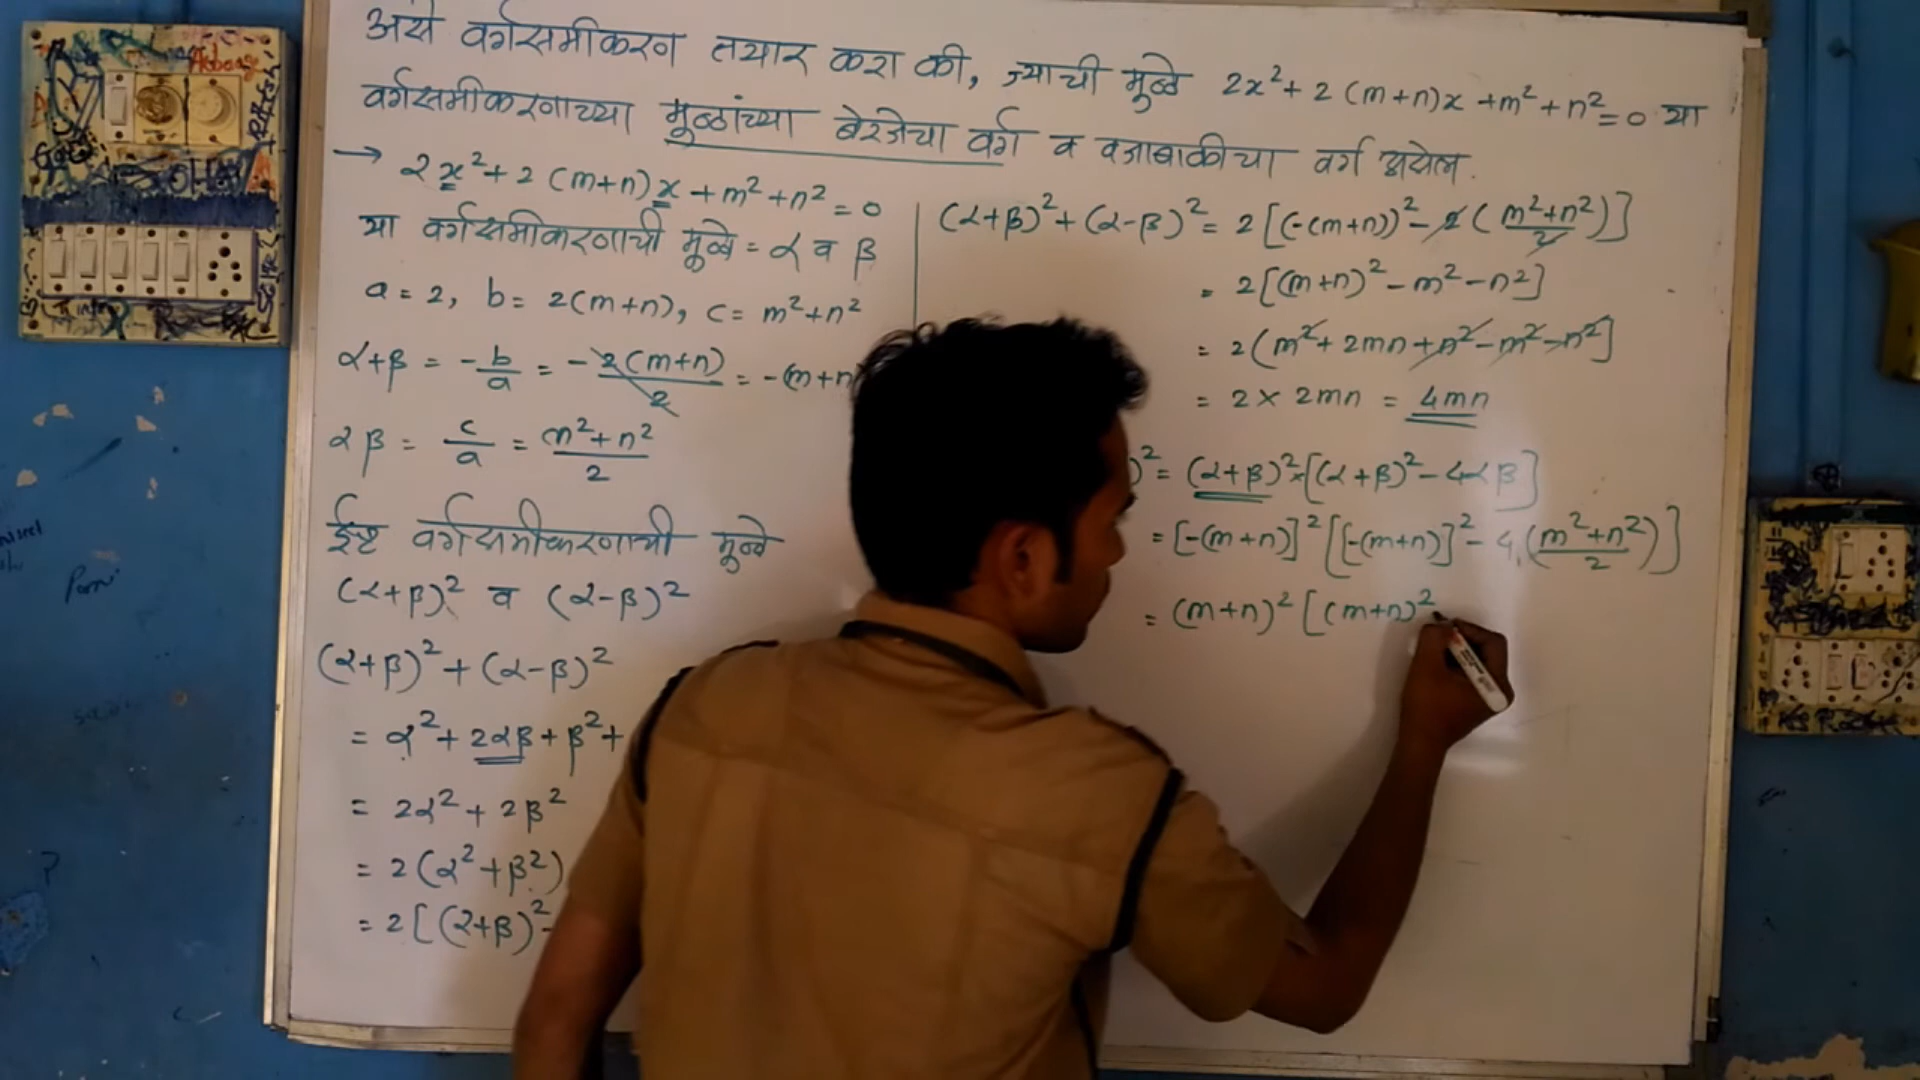 असे वर्गसमीकरण तयार करा की, ज्याची मुळे 2x² + 2 (m+n)x + m² + n² = 0 या
वर्गसमीकरणाच्या मुळांच्या बेरजेचा वर्ग व वजाबाकीचा वर्ग असेल.
→ 2x² + 2 (m+n)x + m² + n² = 0
या वर्गसमीकरणाची मुळे = α व β
a = 2, b = 2(m+n), c = m² + n²
α+β = -b/a = -2(m+n)/2 = -(m+n
αβ = c/a = m²+n²/2
ईष्ट वर्गसमीकरणाची मुळे
(α+β)² व (α-β)²
(α+β)² + (α-β)²
= α² + 2αβ + β² +
= 2α² + 2β²
= 2(α² + β²)
= 2[(α+β)² -
(α+β)² + (α-β)² = 2[(-(m+n))² - 2(m²+n²/2)]
= 2[(m+n)² - m² - n²]
= 2(m² + 2mn + n² - m² - n²]
= 2 × 2mn = 4mn
)² = (α+β)² × [(α+β)² - 4αβ]
= [-(m+n)]² [[-(m+n)]² - 4(m²+n²/2)]
= (m+n)² [(m+n)²